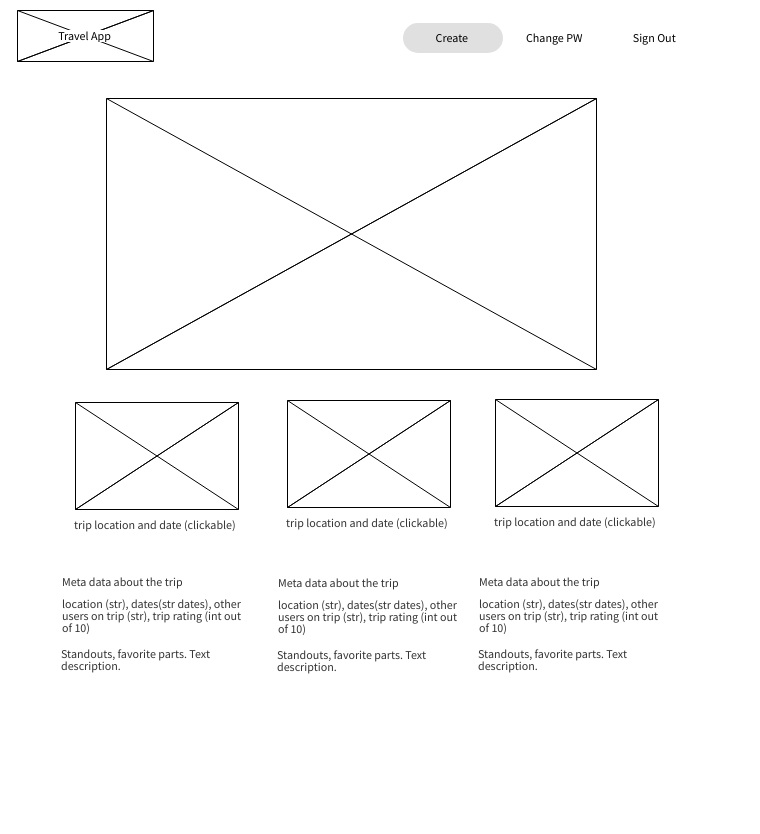 Travel App
Create
Change PW
Sign Out
trip location and date (clickable)
trip location and date (clickable)
trip location and date (clickable)
Meta data about the trip
location (str), dates(str dates), other
users on trip (str), trip rating (int out
of 10)
Standouts, favorite parts. Text
description.
Meta data about the trip
location (str), dates(str dates), other
users on trip (str), trip rating (int out
of 10)
Standouts, favorite parts. Text
description.
Meta data about the trip
location (str), dates(str dates), other
users on trip (str), trip rating (int out
of 10)
Standouts, favorite parts. Text
description.